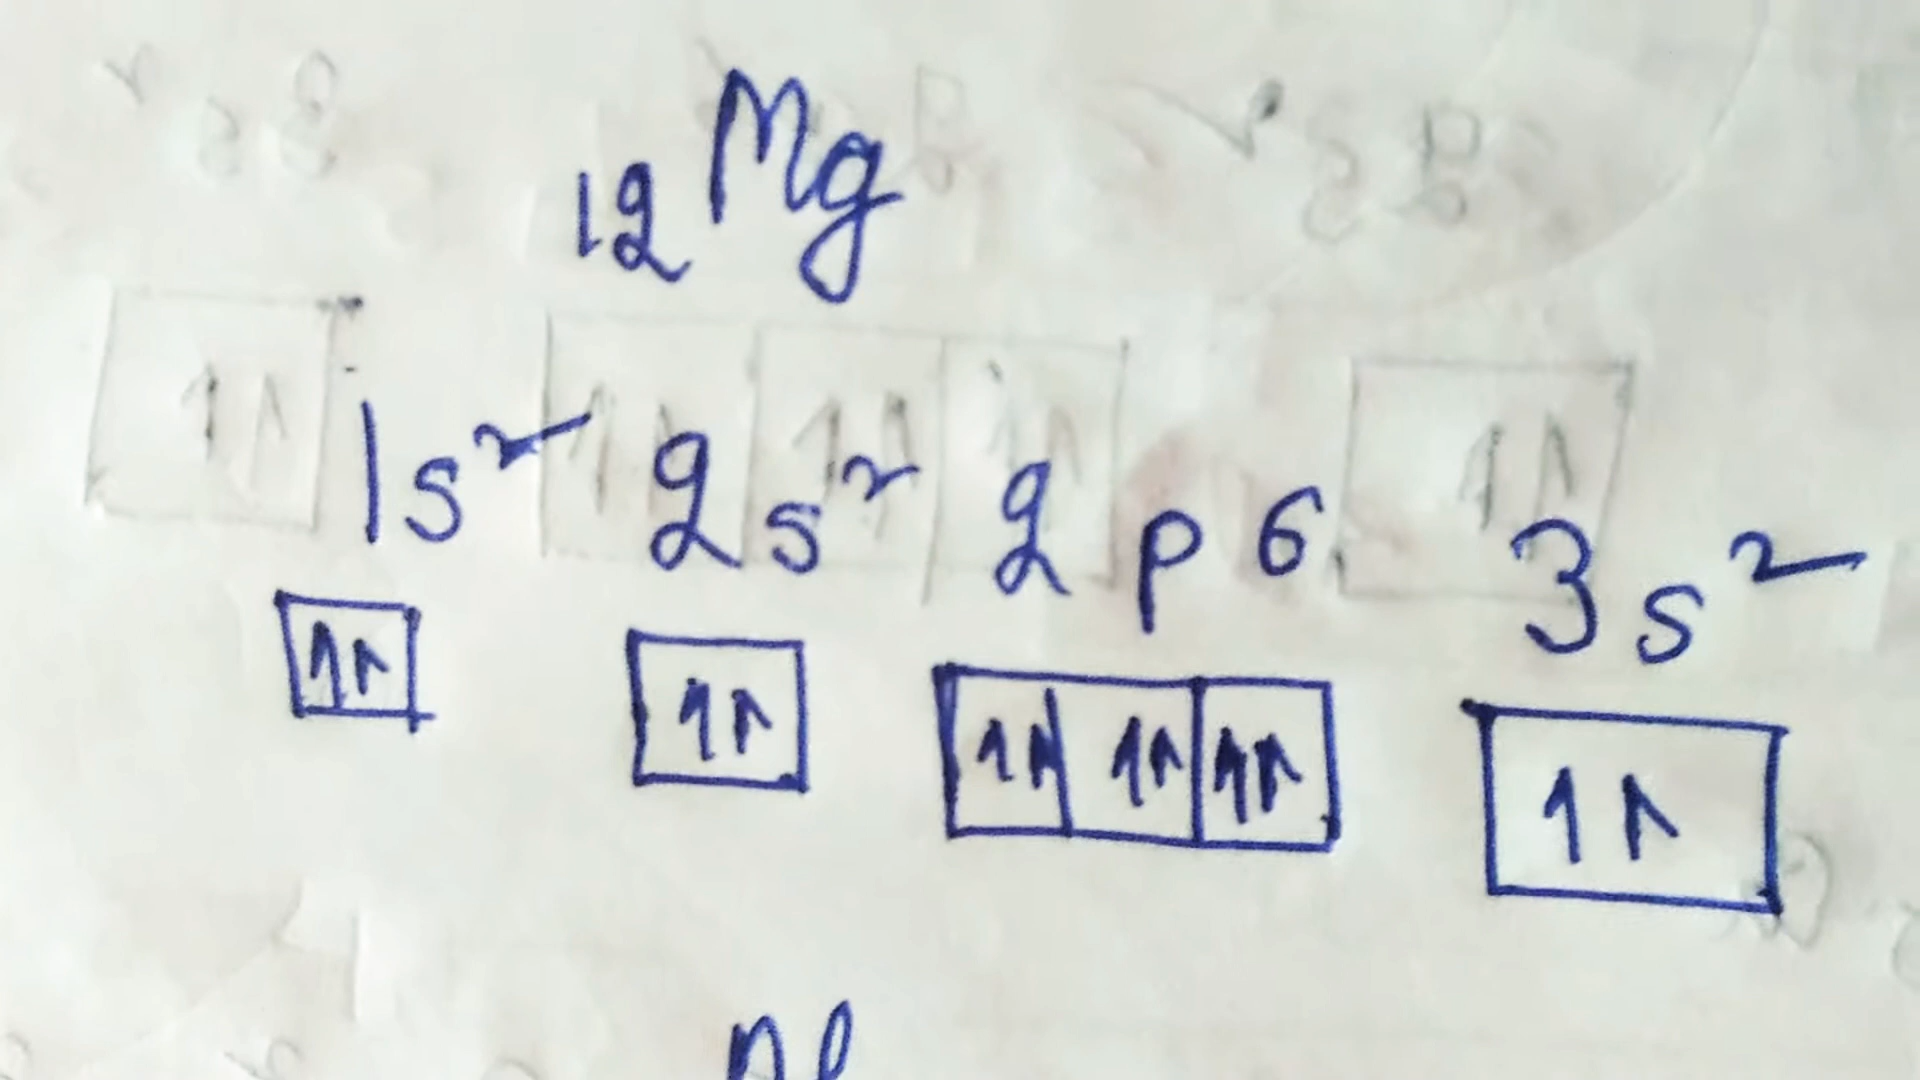 12Mg
1s² 2s² 2p6 3s²
↿↾ ↿↾ ↿↾ ↿↾ ↿↾ ↿↾